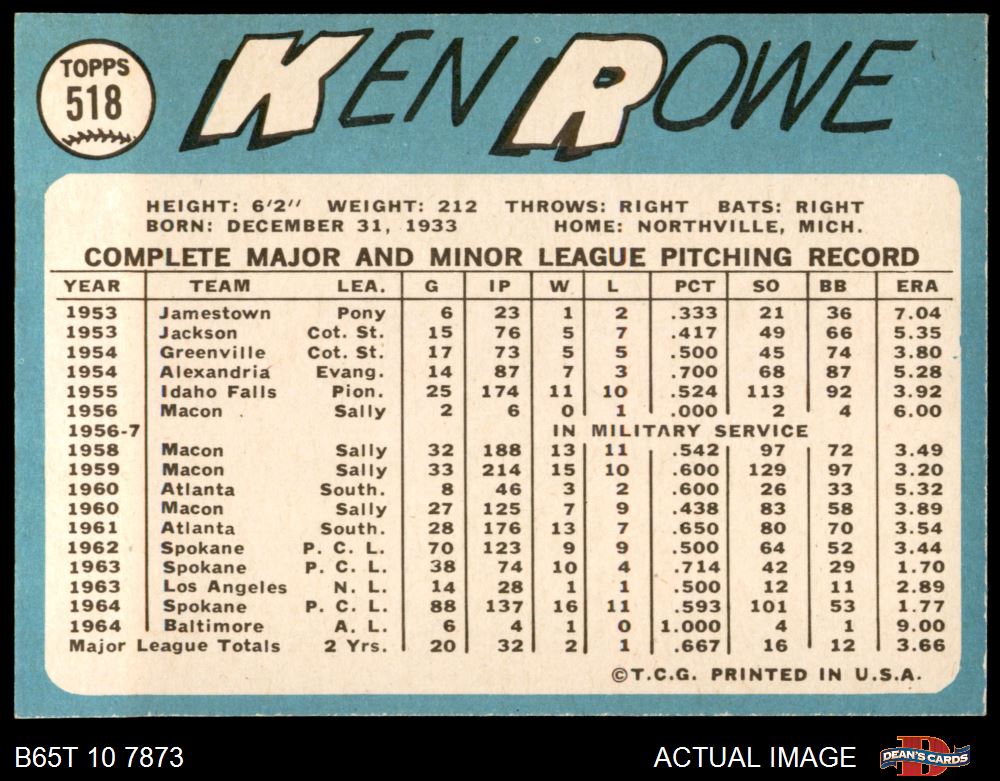 TOPPS
518
KEN ROWE
HEIGHT: 6'2" WEIGHT: 212 THROWS: RIGHT BATS: RIGHT
BORN: DECEMBER 31, 1933 HOME: NORTHVILLE, MICH.
COMPLETE MAJOR AND MINOR LEAGUE PITCHING RECORD
YEAR TEAM LEA. G IP W L PCT SO BB ERA
1953 Jamestown Pony 6 23 1 2 .333 21 36 7.04
1953 Jackson Cot. St. 15 76 5 7 .417 49 66 5.35
1954 Greenville Cot. St. 17 73 5 5 .500 45 74 3.80
1954 Alexandria Evang. 14 87 7 3 .700 68 87 5.28
1955 Idaho Falls Pion. 25 174 11 10 .524 113 92 3.92
1956 Macon Sally 2 6 0 1 .000 2 4 6.00
1956-7 IN MILITARY SERVICE
1958 Macon Sally 32 188 13 11 .542 97 72 3.49
1959 Macon Sally 33 214 15 10 .600 129 97 3.20
1960 Atlanta South. 8 46 3 2 .600 26 33 5.32
1960 Macon Sally 27 125 7 9 .438 83 58 3.89
1961 Atlanta South. 28 176 13 7 .650 80 70 3.54
1962 Spokane P. C. L. 70 123 9 9 .500 64 52 3.44
1963 Spokane P. C. L. 38 74 10 4 .714 42 29 1.70
1963 Los Angeles N. L. 14 28 1 1 .500 12 11 2.89
1964 Spokane P. C. L. 88 137 16 11 .593 101 53 1.77
1964 Baltimore A. L. 6 4 1 0 1.000 4 1 9.00
Major League Totals 2 Yrs. 20 32 2 1 .667 16 12 3.66
©T.C.G. PRINTED IN U.S.A.
B65T 10 7873 ACTUAL IMAGE DEAN'S CARDS